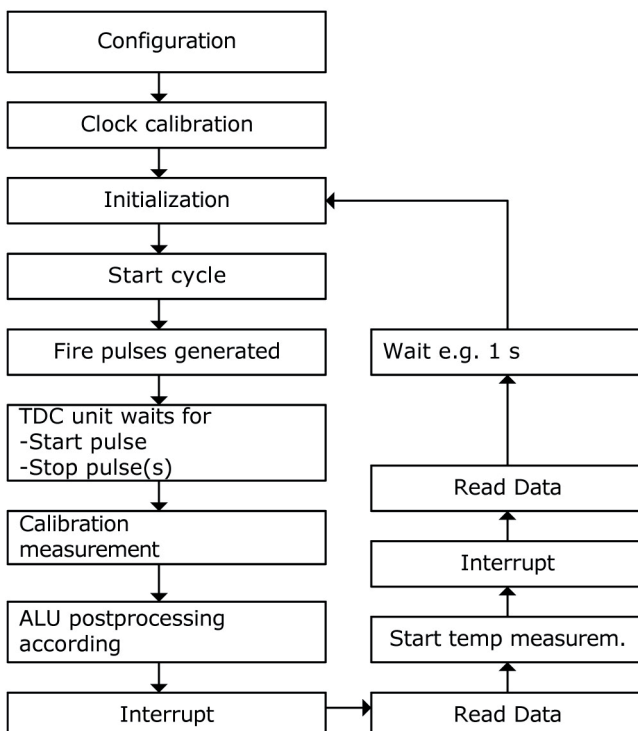 Configuration
Clock calibration
Initialization
Start cycle
Fire pulses generated
TDC unit waits for
-Start pulse
-Stop pulse(s)
Calibration
measurement
ALU postprocessing
according
Interrupt
Read Data
Start temp measurem.
Interrupt
Read Data
Wait e.g. 1 s